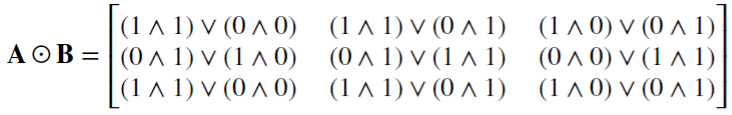 (1 ∧ 1) ∨ (0 ∧ 0) (1 ∧ 1) ∨ (0 ∧ 1) (1 ∧ 0) ∨ (0 ∧ 1)
A ⊙ B = (0 ∧ 1) ∨ (1 ∧ 0) (0 ∧ 1) ∨ (1 ∧ 1) (0 ∧ 0) ∨ (1 ∧ 1)
(1 ∧ 1) ∨ (0 ∧ 0) (1 ∧ 1) ∨ (0 ∧ 1) (1 ∧ 0) ∨ (0 ∧ 1)